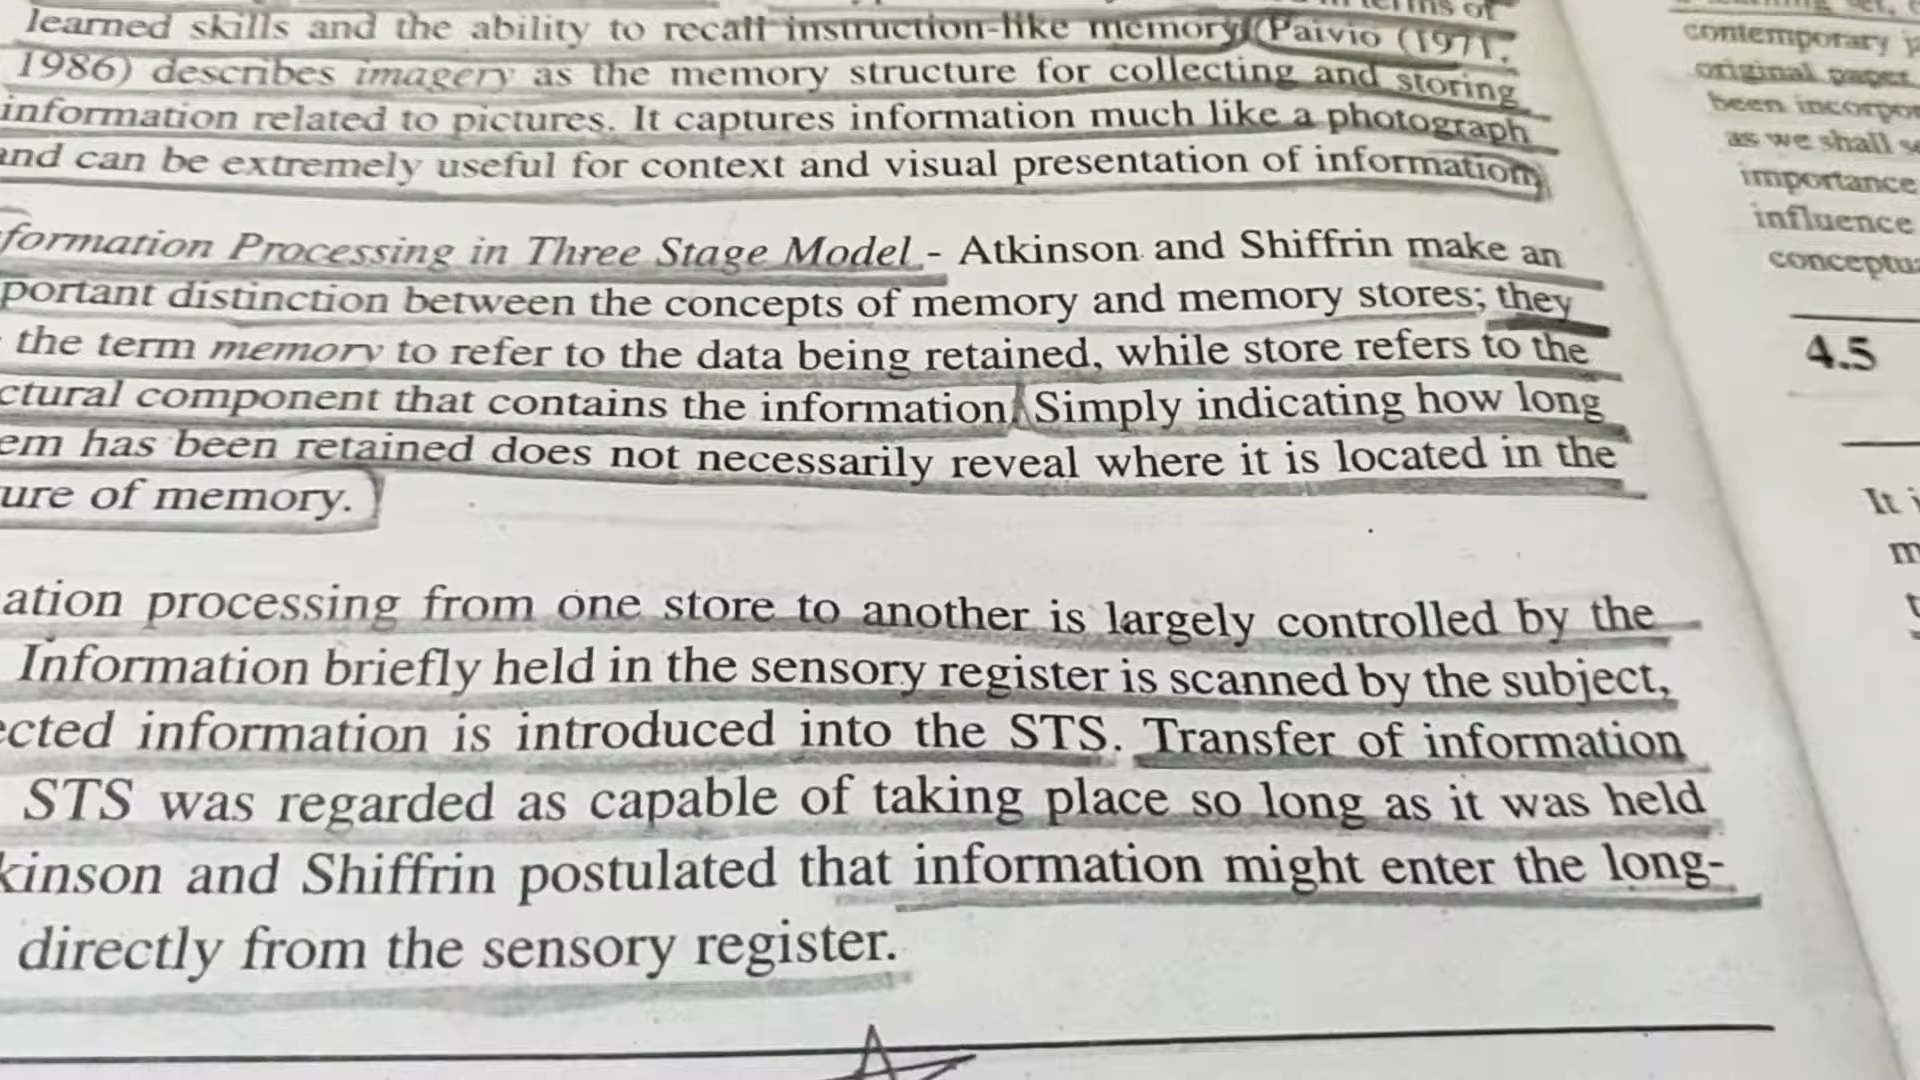 learned skills and the ability to recall instruction-like memory. (Paivio (1971,
1986) describes imagery as the memory structure for collecting and storing
information related to pictures. It captures information much like a photograph
and can be extremely useful for context and visual presentation of information)
formation Processing in Three Stage Model - Atkinson and Shiffrin make an
portant distinction between the concepts of memory and memory stores; they
the term memory to refer to the data being retained, while store refers to the
ctural component that contains the information. Simply indicating how long
em has been retained does not necessarily reveal where it is located in the
ure of memory.
ation processing from one store to another is largely controlled by the
Information briefly held in the sensory register is scanned by the subject,
ected information is introduced into the STS. Transfer of information
STS was regarded as capable of taking place so long as it was held
kinson and Shiffrin postulated that information might enter the long-
directly from the sensory register.
contemporary
original paper
been incorpo
as we shall
importance
influence
conceptu
4.5
It
m
t